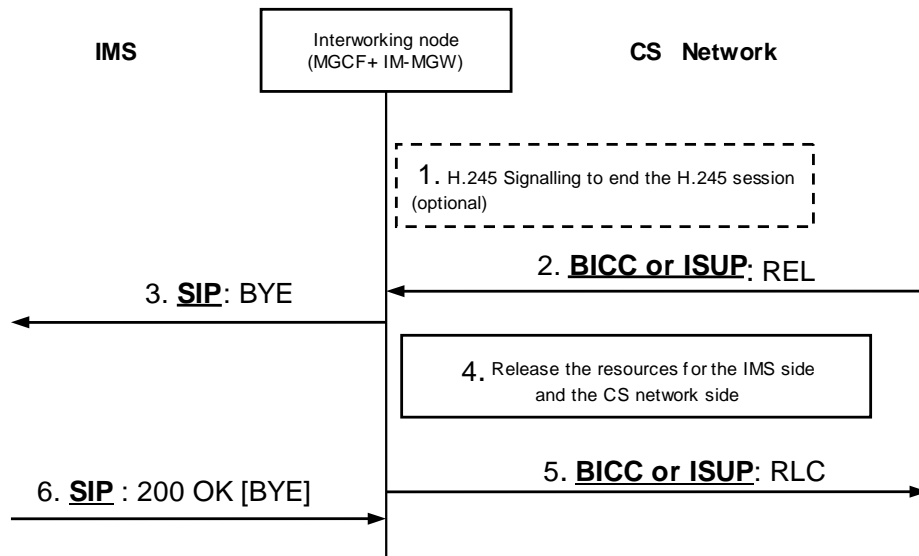 IMS
Interworking node
(MGCF+ IM-MGW)
CS Network
1. H.245 Signalling to end the H.245 session
(optional)
2. BICC or ISUP: REL
3. SIP: BYE
4. Release the resources for the IMS side
and the CS network side
5. BICC or ISUP: RLC
6. SIP : 200 OK [BYE]